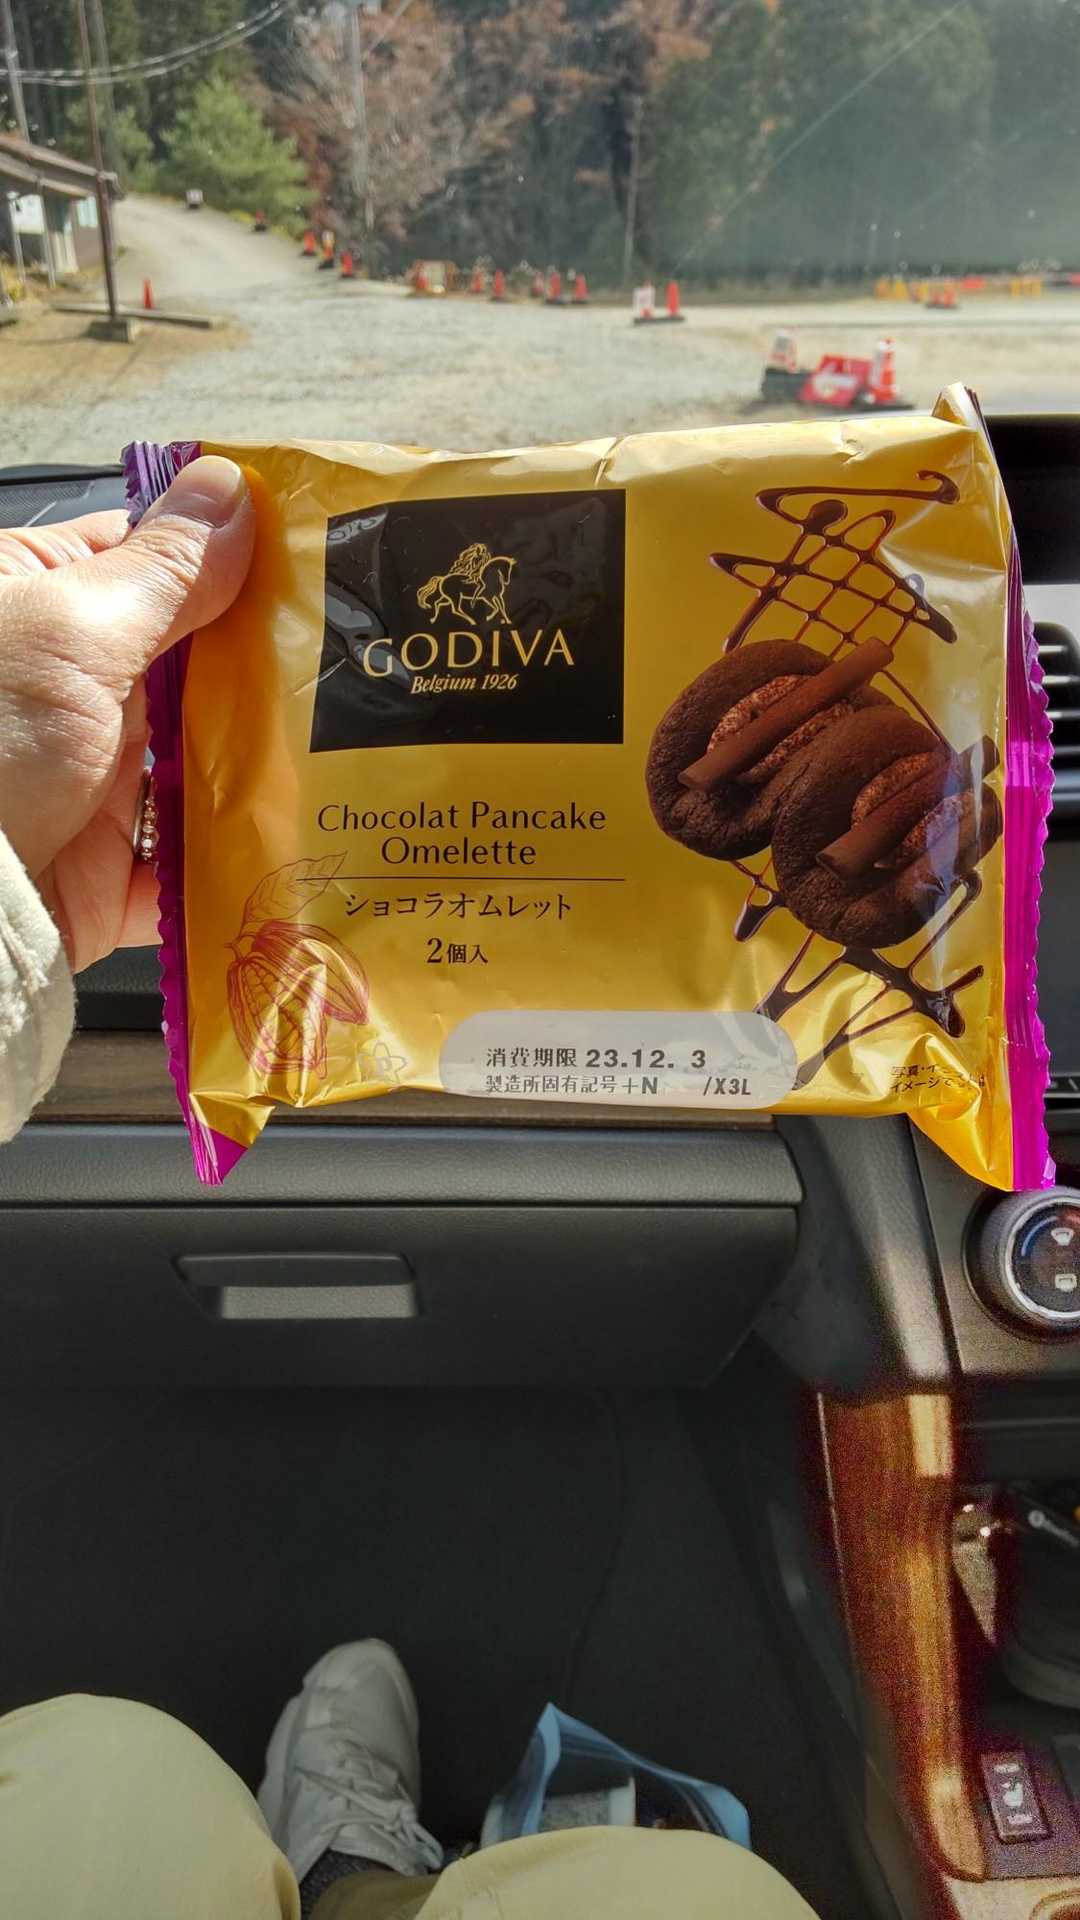 GODIVA
Belgium 1926
Chocolat Pancake
Omelette
ショコラオムレット
2個入
消費期限 23.12. 3
製造所固有記号+N /X3L